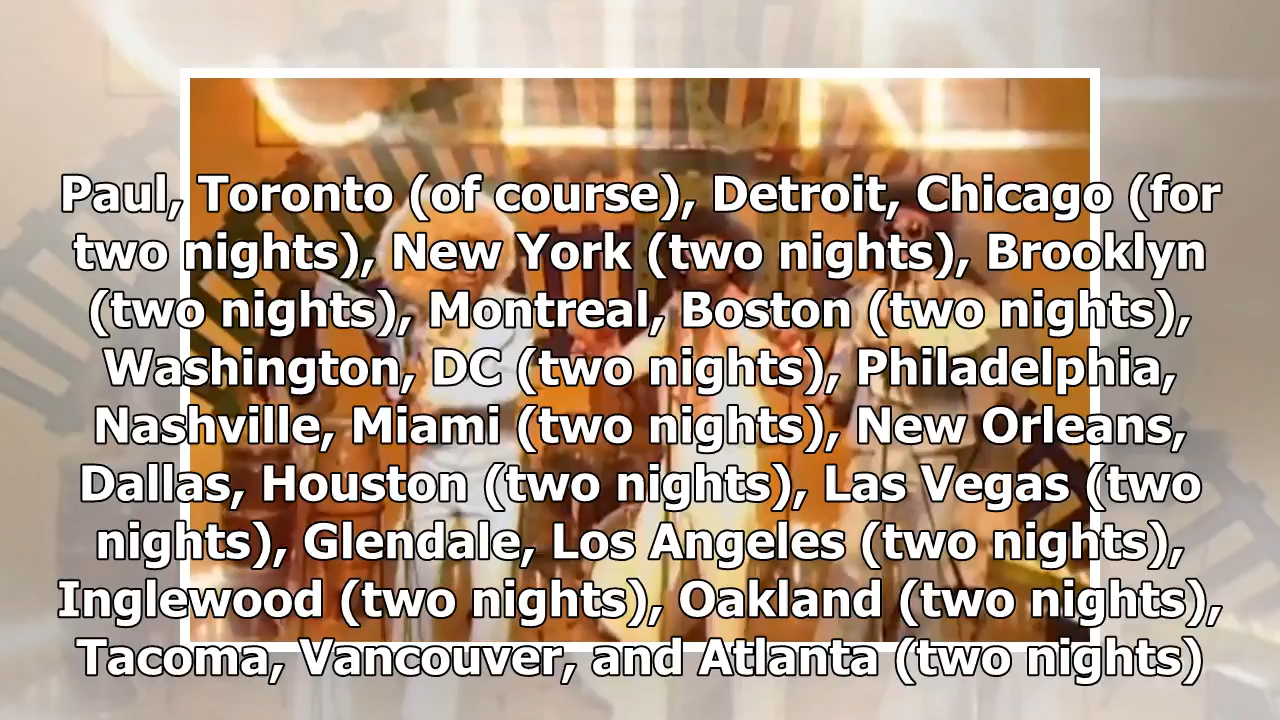 Paul, Toronto (of course), Detroit, Chicago (for
two nights), New York (two nights), Brooklyn
(two nights), Montreal, Boston (two nights),
Washington, DC (two nights), Philadelphia,
Nashville, Miami (two nights), New Orleans,
Dallas, Houston (two nights), Las Vegas (two
nights), Glendale, Los Angeles (two nights),
Inglewood (two nights), Oakland (two nights),
Tacoma, Vancouver, and Atlanta (two nights)